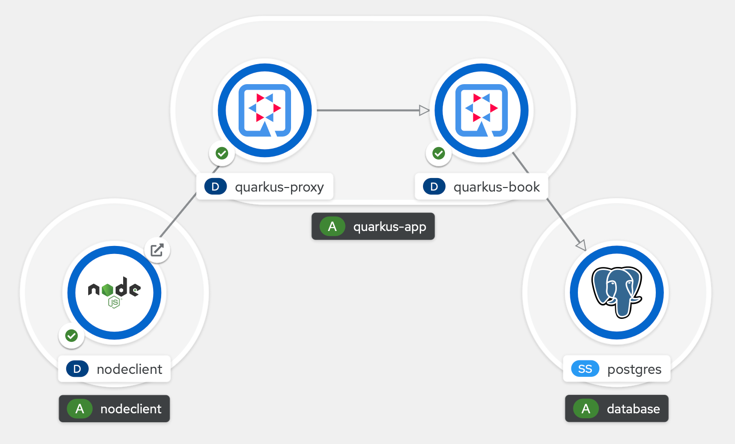 D quarkus-proxy
D quarkus-book
A quarkus-app
node
JS
D nodeclient
A nodeclient
SS postgres
A database